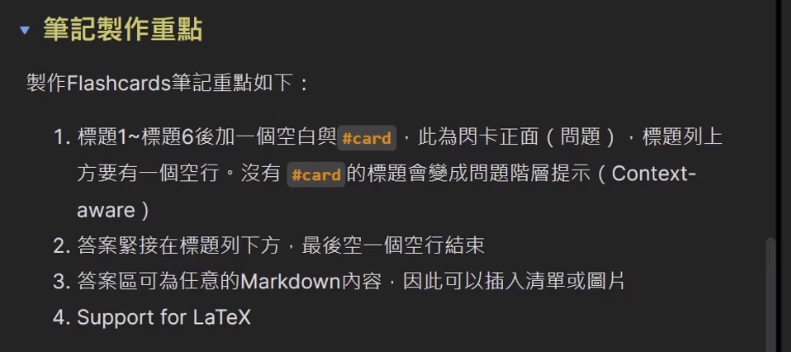 筆記製作重點
製作Flashcards筆記重點如下：
1. 標題1~標題6後加一個空白與 #card ，此為閃卡正面（問題），標題列上
方要有一個空行。沒有 #card 的標題會變成問題階層提示（Context-
aware）
2. 答案緊接在標題列下方，最後空一個空行結束
3. 答案區可為任意的Markdown內容，因此可以插入清單或圖片
4. Support for LaTeX